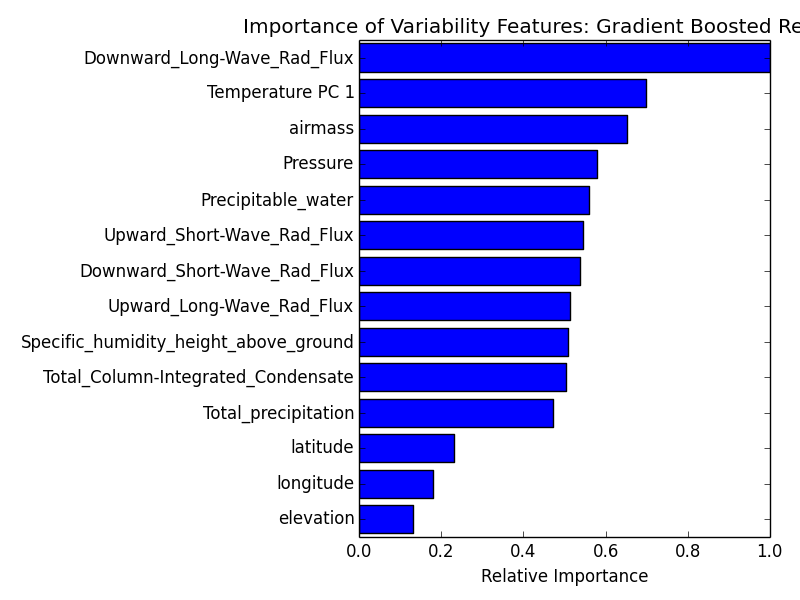 Importance of Variability Features: Gradient Boosted Re
Downward_Long-Wave_Rad_Flux
Temperature PC 1
airmass
Pressure
Precipitable_water
Upward_Short-Wave_Rad_Flux
Downward_Short-Wave_Rad_Flux
Upward_Long-Wave_Rad_Flux
Specific_humidity_height_above_ground
Total_Column-Integrated_Condensate
Total_precipitation
latitude
longitude
elevation
0.0 0.2 0.4 0.6 0.8 1.0
Relative Importance